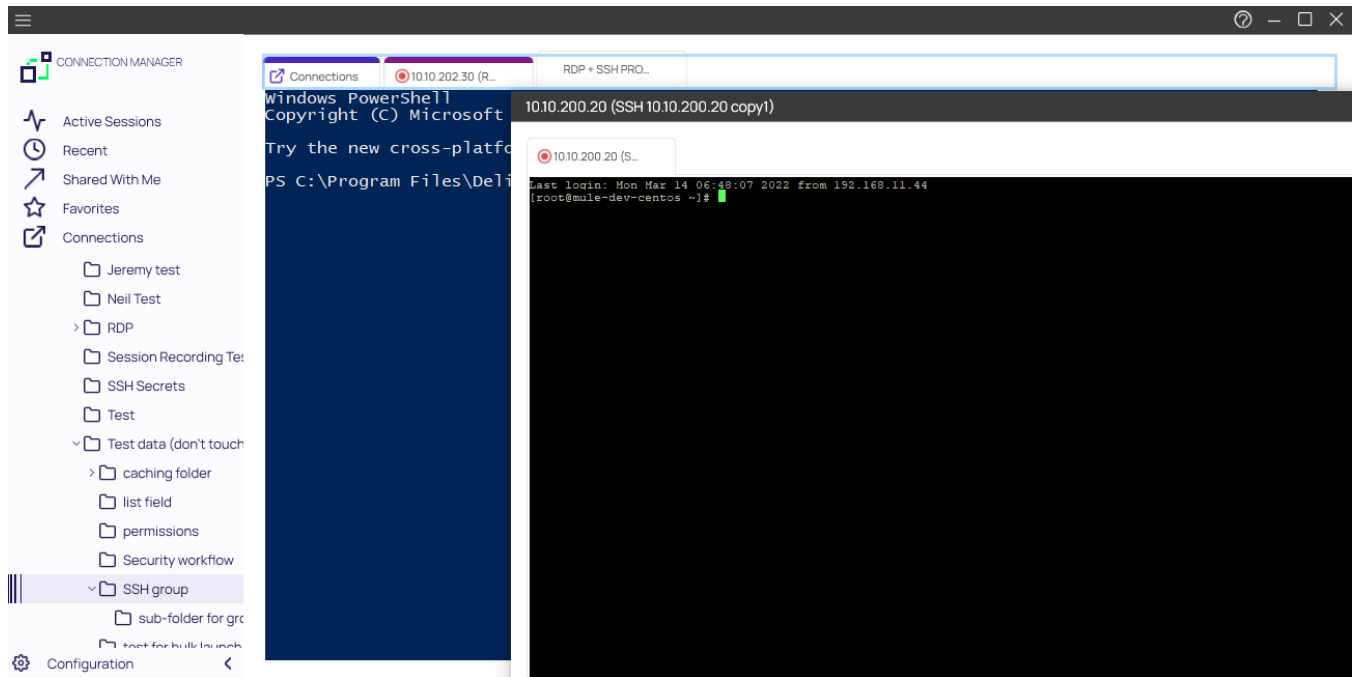 CONNECTION MANAGER
Active Sessions
Recent
Shared With Me
Favorites
Connections
Jeremy test
Neil Test
RDP
Session Recording Tes
SSH Secrets
Test
Test data (don't touch
caching folder
list field
permissions
Security workflow
SSH group
sub-folder for gro
test for bulk launch
Configuration
Connections
10.10.202.30 (R...
RDP + SSH PRO...
Windows PowerShell
Copyright (C) Microsoft
Try the new cross-platfo
PS C:\Program Files\Deli
10.10.200.20 (SSH 10.10.200.20 copy1)
10.10.200.20 (S...
Last login: Mon Mar 14 06:48:07 2022 from 192.168.11.44
[root@mule-dev-centos ~]#